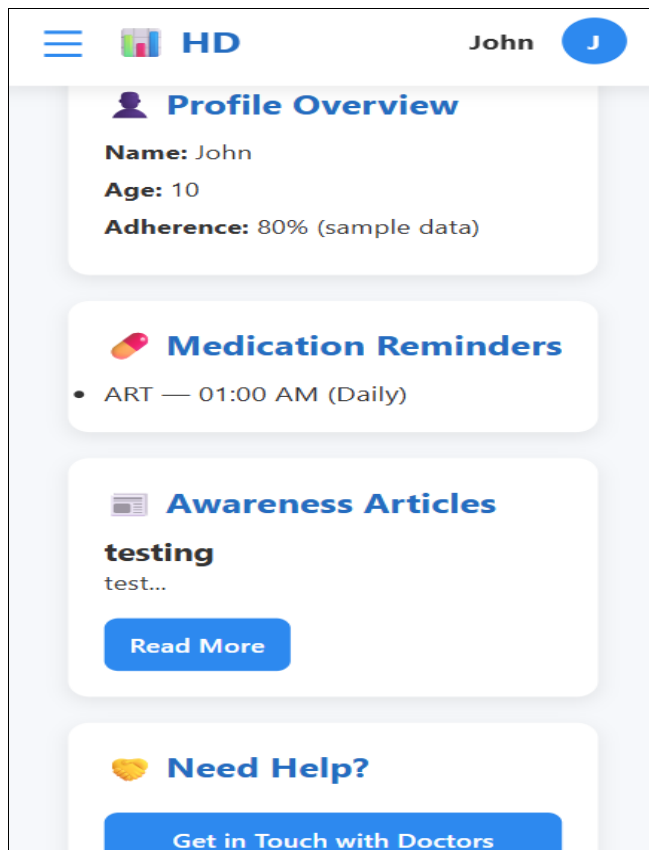 HD
John
J
Profile Overview
Name: John
Age: 10
Adherence: 80% (sample data)
Medication Reminders
• ART — 01:00 AM (Daily)
Awareness Articles
testing
test...
Read More
Need Help?
Get in Touch with Doctors